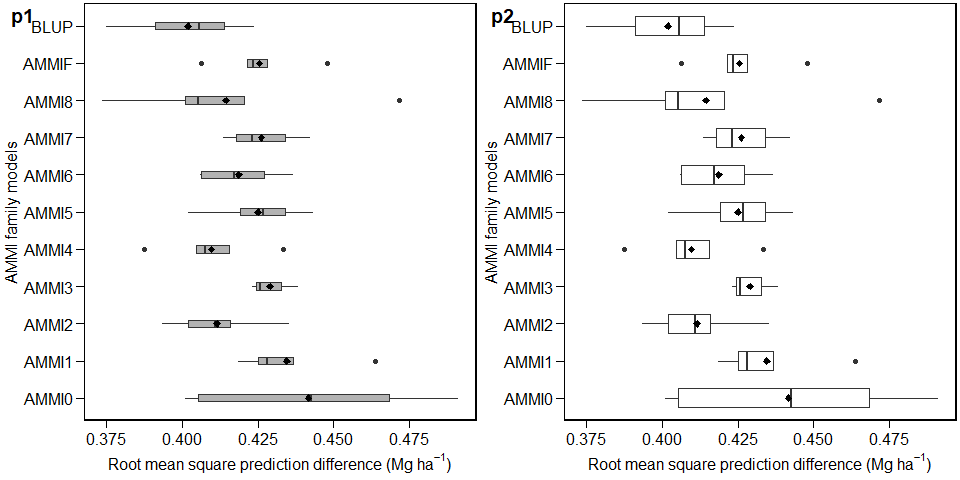 p1
BLUP
AMMIF
AMMI8
AMMI7
AMMI6
AMMI5
AMMI4
AMMI3
AMMI2
AMMI1
AMMI0
AMMI family models
0.375 0.400 0.425 0.450 0.475
Root mean square prediction difference (Mg ha⁻¹)
p2
BLUP
AMMIF
AMMI8
AMMI7
AMMI6
AMMI5
AMMI4
AMMI3
AMMI2
AMMI1
AMMI0
AMMI family models
0.375 0.400 0.425 0.450 0.475
Root mean square prediction difference (Mg ha⁻¹)